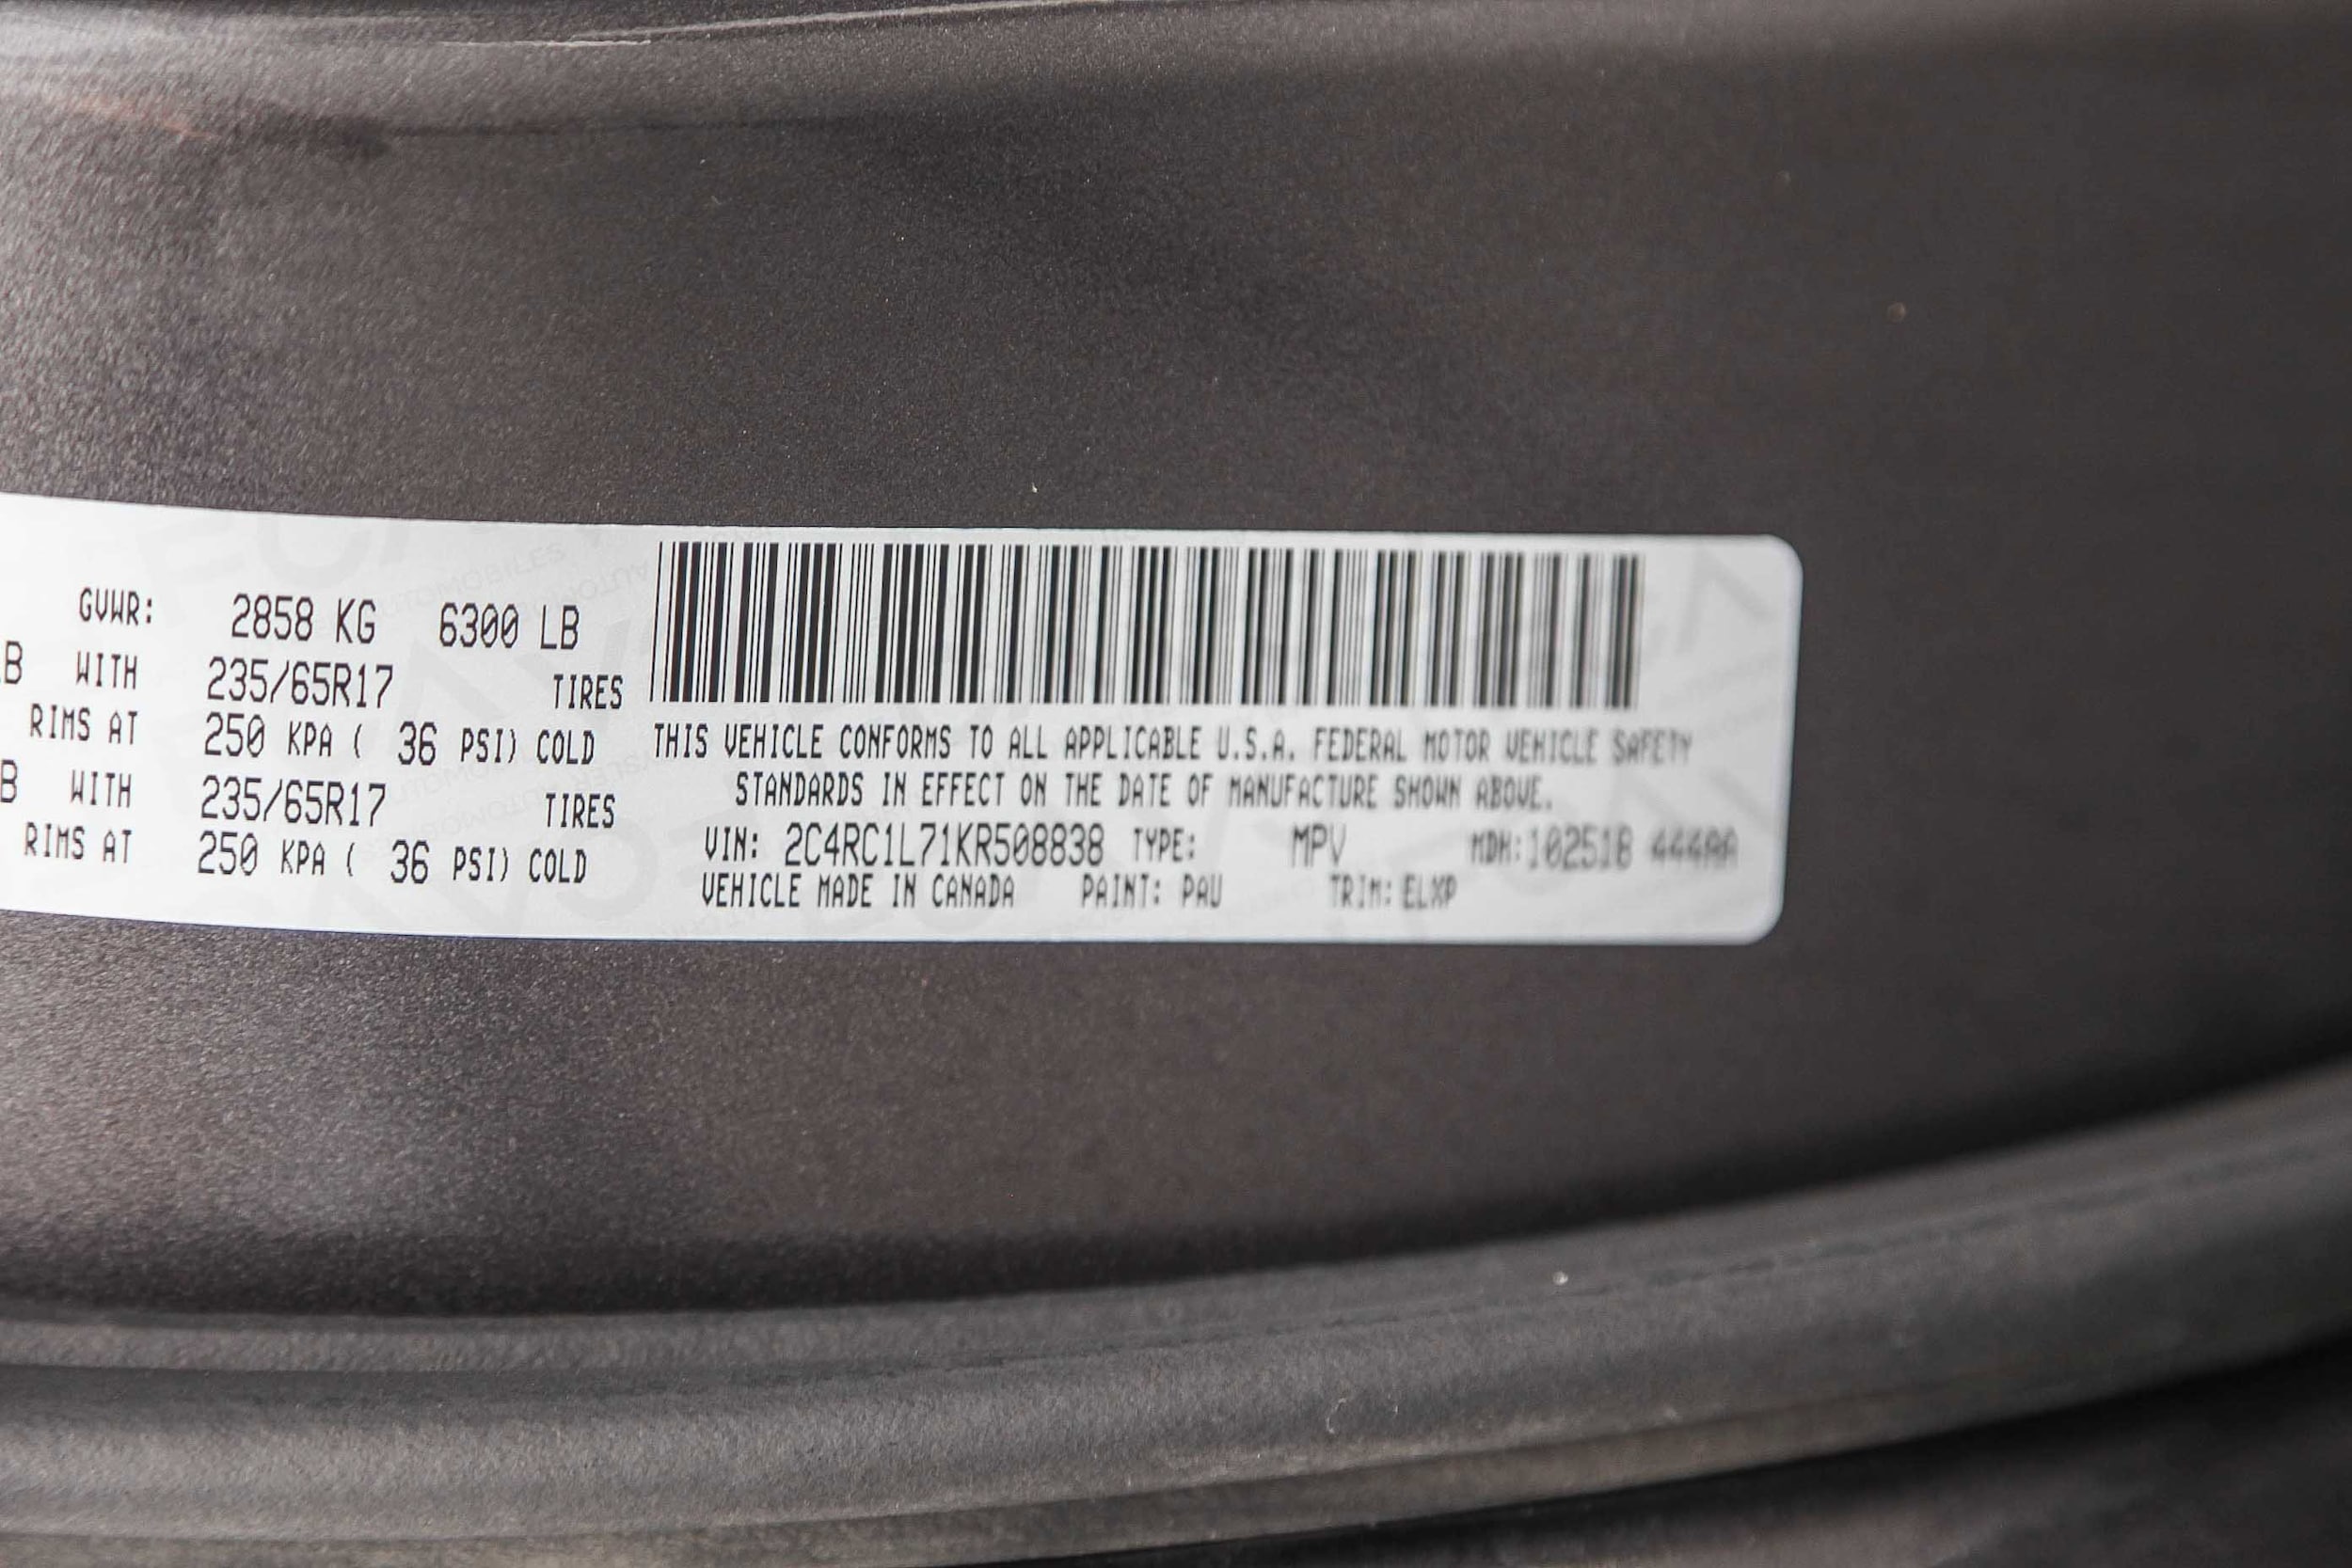 GVWR: 2858 KG 6300 LB
B WITH 235/65R17 TIRES
RIMS AT 250 KPA ( 36 PSI) COLD
B WITH 235/65R17 TIRES
RIMS AT 250 KPA ( 36 PSI) COLD
THIS VEHICLE CONFORMS TO ALL APPLICABLE U.S.A. FEDERAL MOTOR VEHICLE SAFETY
STANDARDS IN EFFECT ON THE DATE OF MANUFACTURE SHOWN ABOVE.
VIN: 2C4RC1L71KR508838 TYPE: MPV MDH:102518 444AA
VEHICLE MADE IN CANADA PAINT: PAU TRIM: ELXP